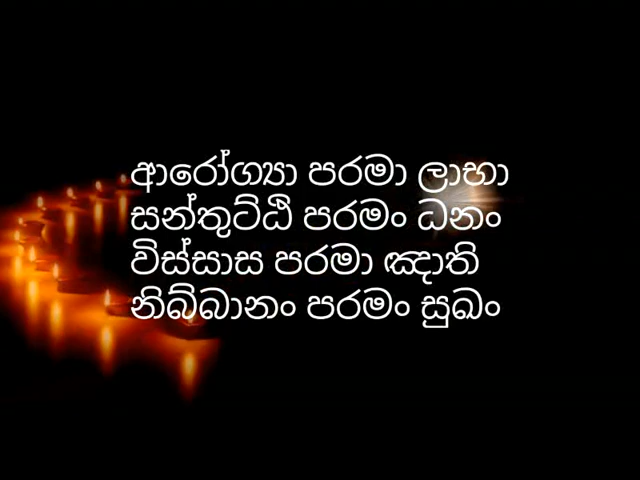 ආරෝග්‍යා පරමා ලාභා
සන්තුට්ඨි පරමං ධනං
විස්සාස පරමා ඤාති
නිබ්බානං පරමං සුඛං